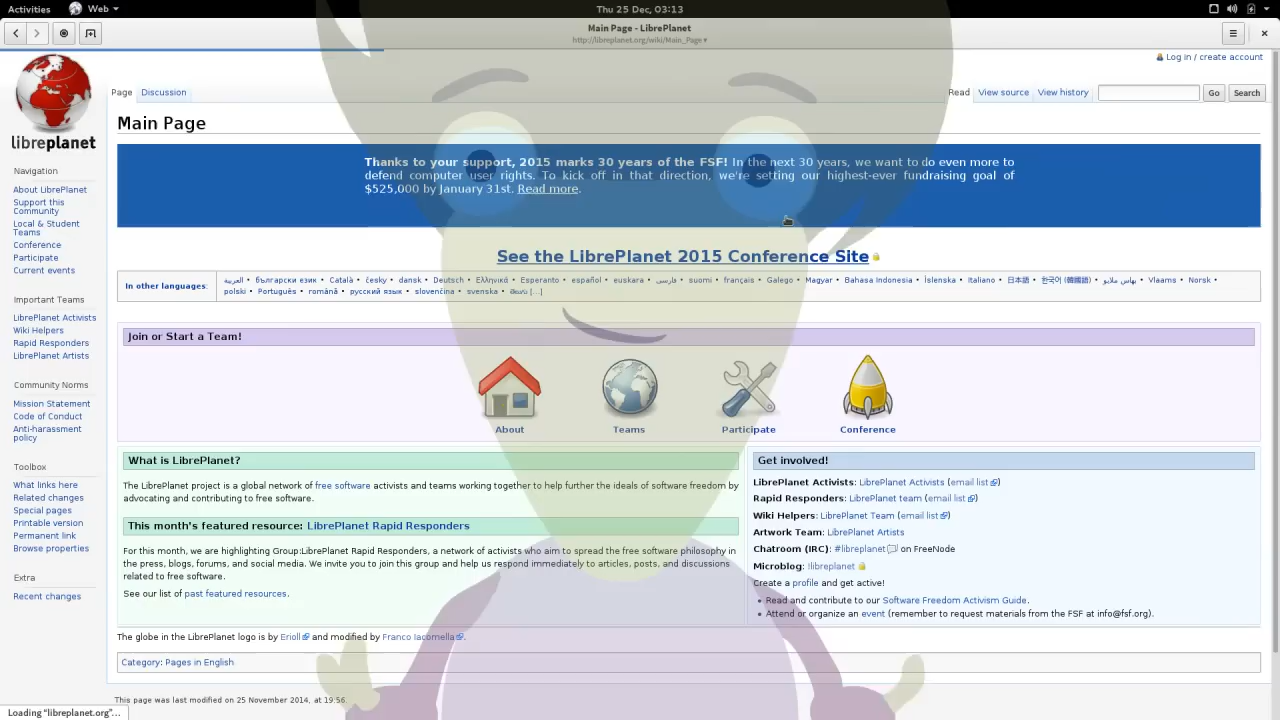 Activities Web Thu 25 Dec, 03:13
Main Page - LibrePlanet
http://libreplanet.org/wiki/Main_Page
Log in / create account
libreplanet
Page Discussion Read View source View history Go Search
Main Page
Thanks to your support, 2015 marks 30 years of the FSF! In the next 30 years, we want to do even more to
defend computer user rights. To kick off in that direction, we're setting our highest-ever fundraising goal of
$525,000 by January 31st. Read more.
See the LibrePlanet 2015 Conference Site
In other languages:
العربية • български език • Català • česky • dansk • Deutsch • Ελληνικά • Esperanto • español • euskara • فارسی • suomi • français • Galego • Magyar • Bahasa Indonesia • Íslenska • Italiano • 日本語 • 한국어 (韓國語) • بهاس ملايو • Vlaams • Norsk •
polski • Português • română • русский язык • slovenčina • svenska • [...]
Navigation
About LibrePlanet
Support this
Community
Local & Student
Teams
Conference
Participate
Current events
Important Teams
LibrePlanet Activists
Wiki Helpers
Rapid Responders
LibrePlanet Artists
Community Norms
Mission Statement
Code of Conduct
Anti-harassment
policy
Toolbox
What links here
Related changes
Special pages
Printable version
Permanent link
Browse properties
Extra
Recent changes
Join or Start a Team!
About Teams Participate Conference
What is LibrePlanet?
The LibrePlanet project is a global network of free software activists and teams working together to help further the ideals of software freedom by
advocating and contributing to free software.
This month's featured resource: LibrePlanet Rapid Responders
For this month, we are highlighting Group:LibrePlanet Rapid Responders, a network of activists who aim to spread the free software philosophy in
the press, blogs, forums, and social media. We invite you to join this group and help us respond immediately to articles, posts, and discussions
related to free software.
See our list of past featured resources.
Get involved!
LibrePlanet Activists: LibrePlanet Activists (email list)
Rapid Responders: LibrePlanet team (email list)
Wiki Helpers: LibrePlanet Team (email list)
Artwork Team: LibrePlanet Artists
Chatroom (IRC): #libreplanet on FreeNode
Microblog: !libreplanet
Create a profile and get active!
• Read and contribute to our Software Freedom Activism Guide.
• Attend or organize an event (remember to request materials from the FSF at info@fsf.org).
The globe in the LibrePlanet logo is by Erioll and modified by Franco Iacomella.
Category: Pages in English
This page was last modified on 25 November 2014, at 19:56.
Loading “libreplanet.org”...